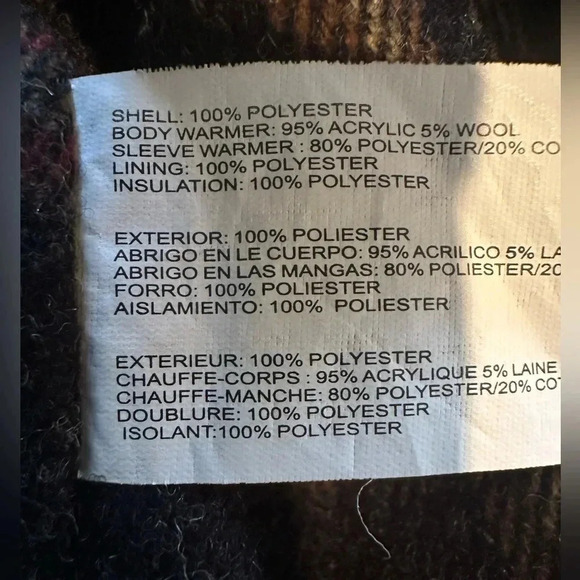 SHELL: 100% POLYESTER
BODY WARMER: 95% ACRYLIC 5% WOOL
SLEEVE WARMER : 80% POLYESTER/20% CO
LINING: 100% POLYESTER
INSULATION: 100% POLYESTER
EXTERIOR: 100% POLIESTER
ABRIGO EN LE CUERPO: 95% ACRILICO 5% LA
ABRIGO EN LAS MANGAS: 80% POLIESTER/20
FORRO: 100% POLIESTER
AISLAMIENTO: 100% POLIESTER
EXTERIEUR: 100% POLYESTER
CHAUFFE-CORPS : 95% ACRYLIQUE 5% LAINE
CHAUFFE-MANCHE: 80% POLYESTER/20% CO
DOUBLURE: 100% POLYESTER
ISOLANT:100% POLYESTER